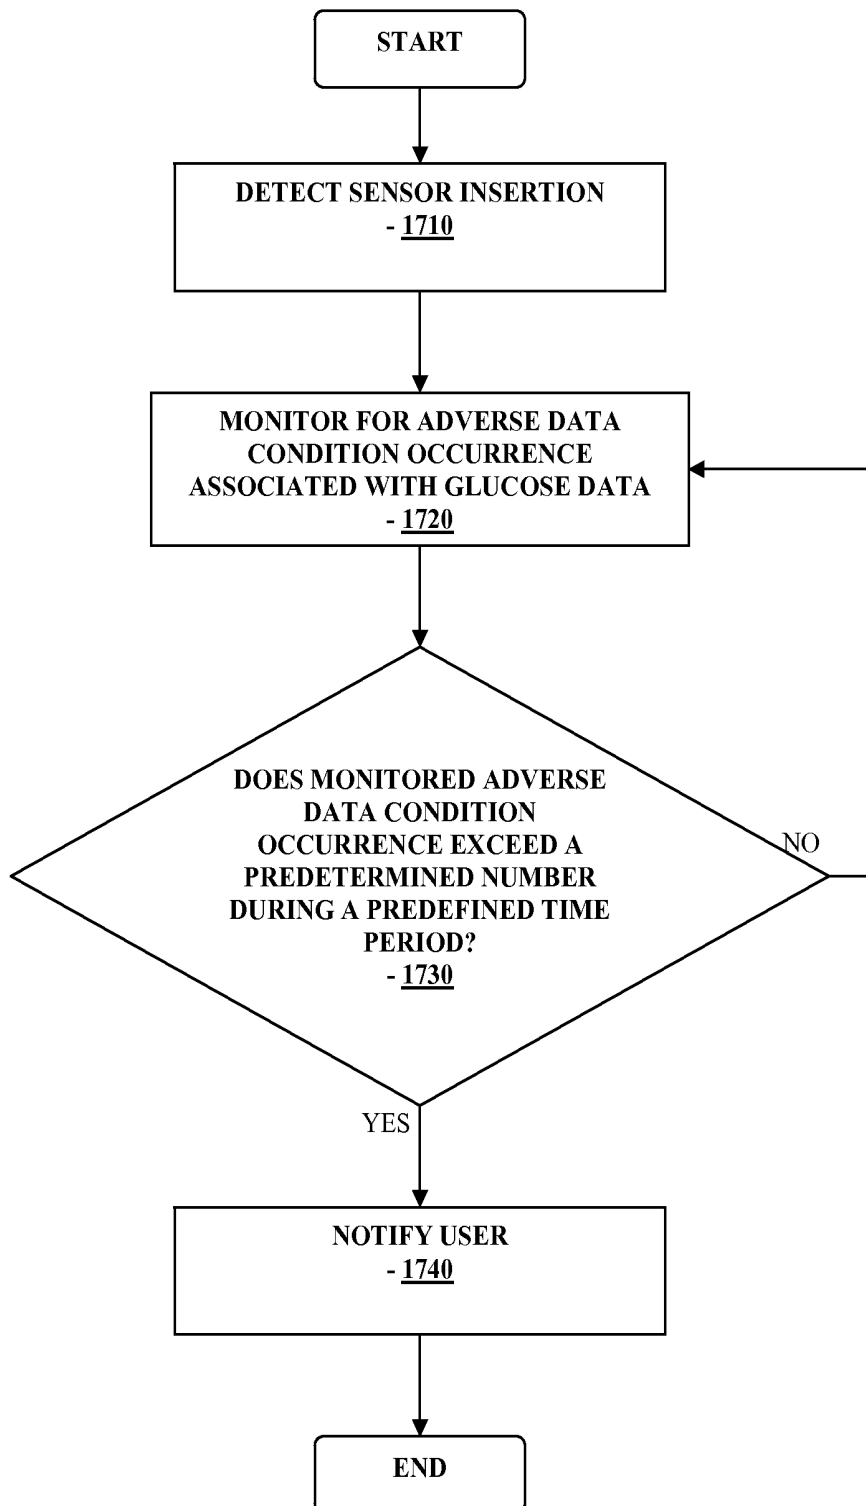 START
DETECT SENSOR INSERTION
- 1710
MONITOR FOR ADVERSE DATA
CONDITION OCCURRENCE
ASSOCIATED WITH GLUCOSE DATA
- 1720
DOES MONITORED ADVERSE
DATA CONDITION
OCCURRENCE EXCEED A
PREDETERMINED NUMBER
DURING A PREDEFINED TIME
PERIOD?
- 1730
NO
YES
NOTIFY USER
- 1740
END